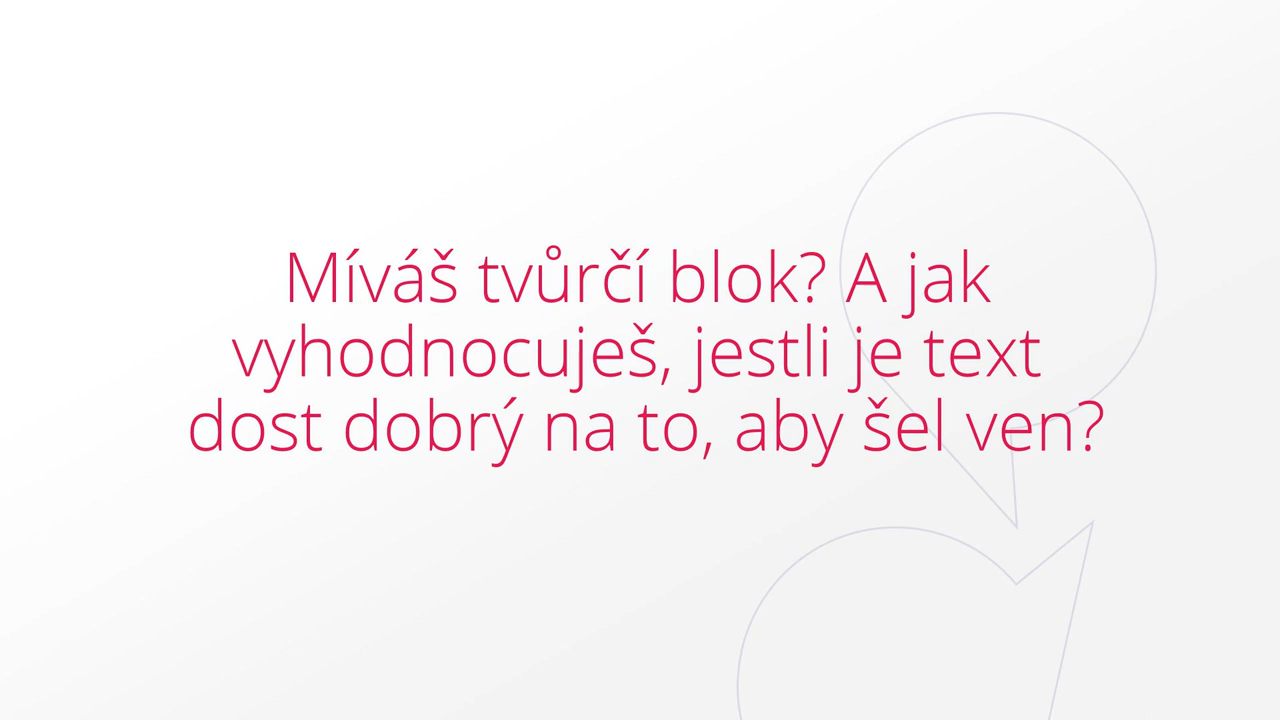 Míváš tvůrčí blok? A jak
vyhodnocuješ, jestli je text
dost dobrý na to, aby šel ven?